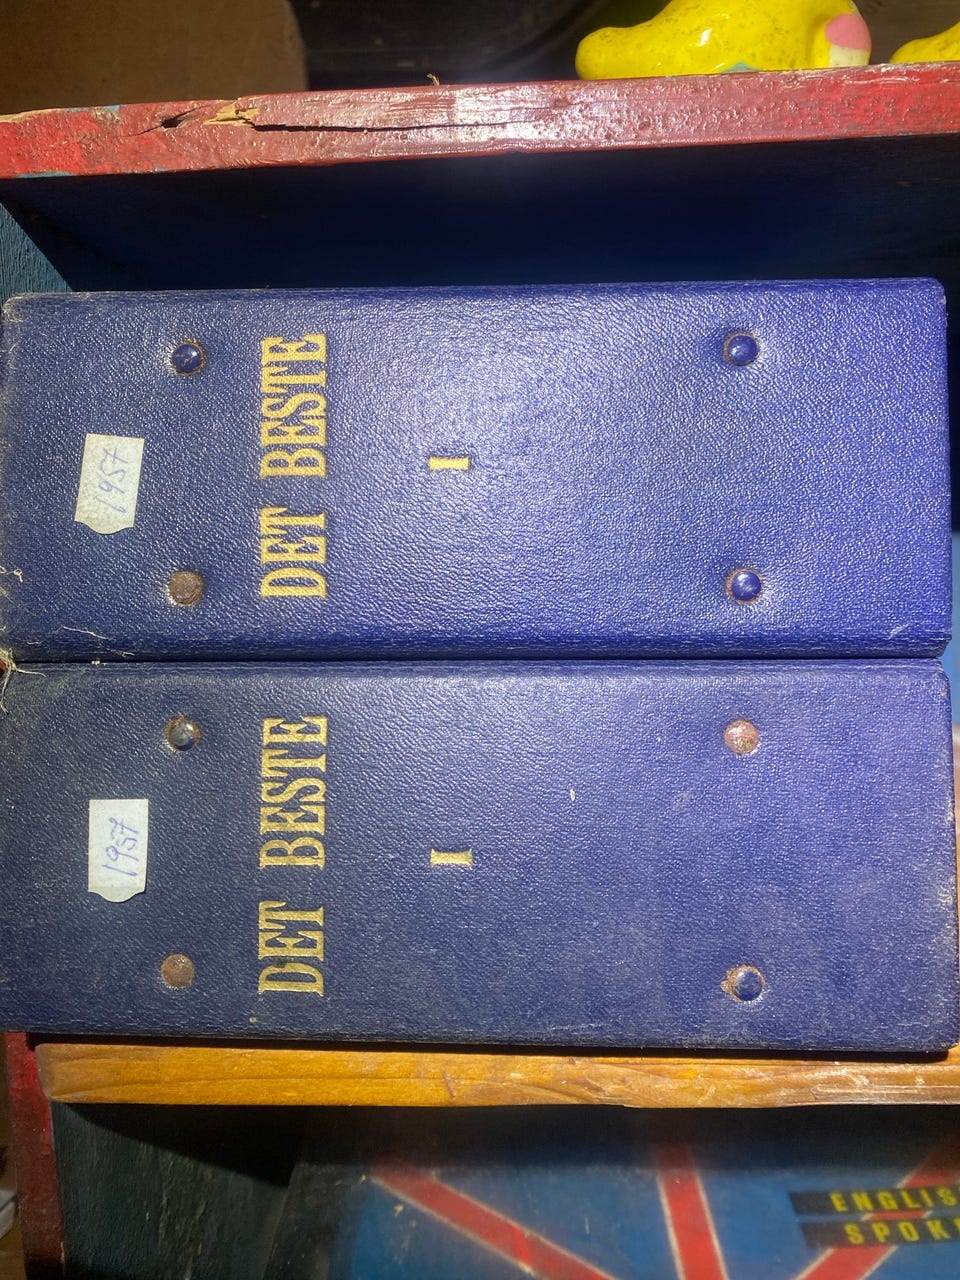 DET BESTE
I
1957
DET BESTE
I
1957
ENGLIS
SPOK